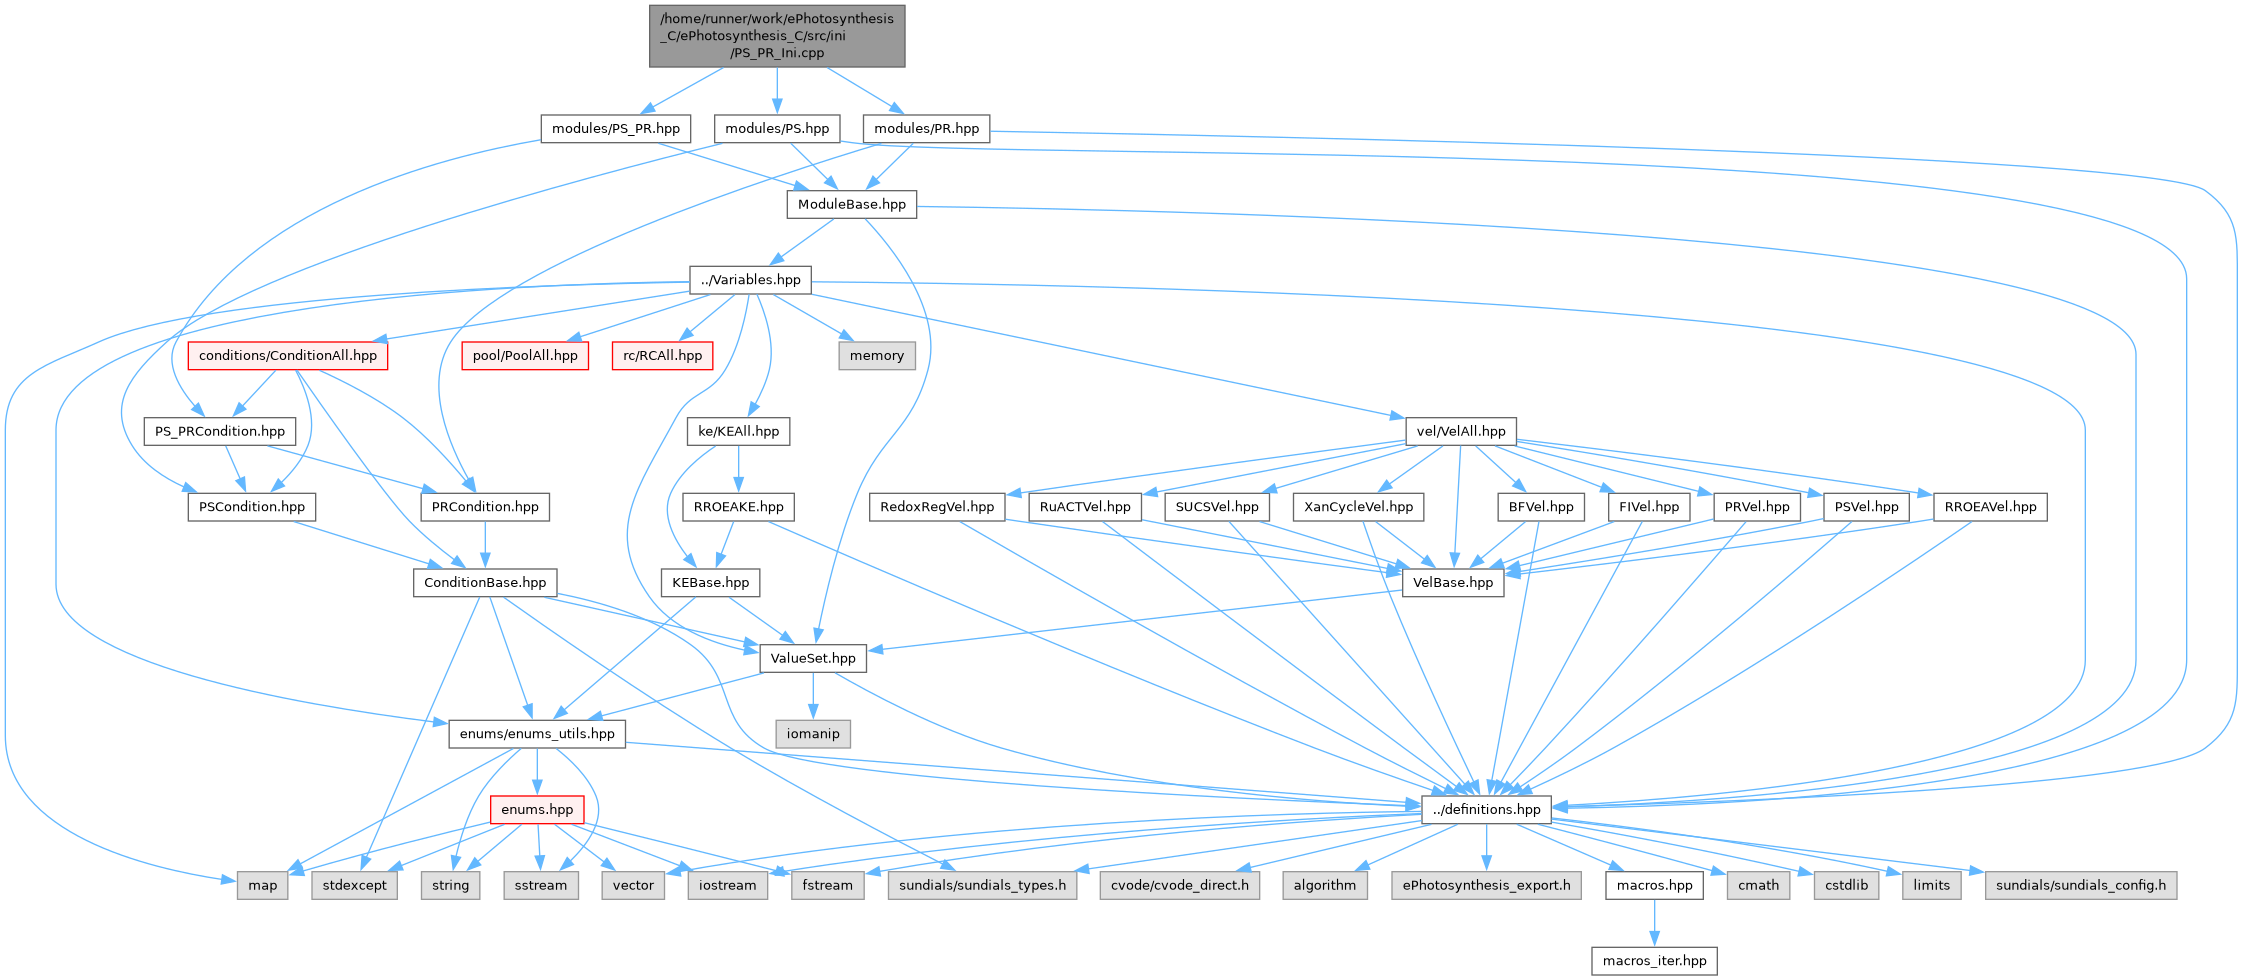 /home/runner/work/ePhotosynthesis
_C/ePhotosynthesis_C/src/ini
/PS_PR_Ini.cpp
modules/PS_PR.hpp
modules/PS.hpp
modules/PR.hpp
ModuleBase.hpp
../Variables.hpp
conditions/ConditionAll.hpp
pool/PoolAll.hpp
rc/RCAll.hpp
memory
PS_PRCondition.hpp
ke/KEAll.hpp
vel/VelAll.hpp
PSCondition.hpp
PRCondition.hpp
RROEAKE.hpp
RedoxRegVel.hpp
RuACTVel.hpp
SUCSVel.hpp
XanCycleVel.hpp
BFVel.hpp
FIVel.hpp
PRVel.hpp
PSVel.hpp
RROEAVel.hpp
ConditionBase.hpp
KEBase.hpp
VelBase.hpp
ValueSet.hpp
enums/enums_utils.hpp
iomanip
enums.hpp
../definitions.hpp
map
stdexcept
string
sstream
vector
iostream
fstream
sundials/sundials_types.h
cvode/cvode_direct.h
algorithm
ePhotosynthesis_export.h
macros.hpp
cmath
cstdlib
limits
sundials/sundials_config.h
macros_iter.hpp